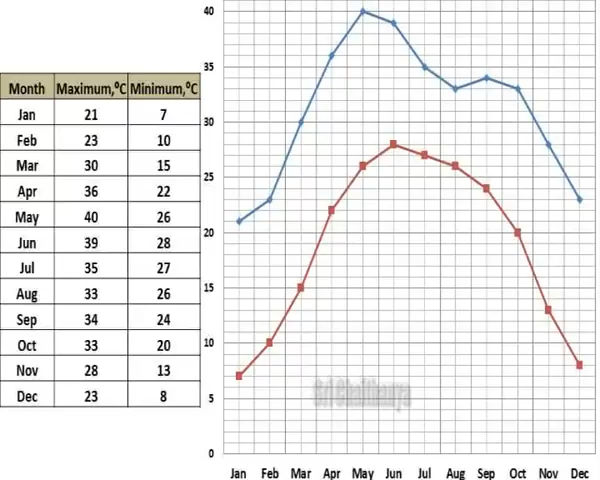 Month Maximum,⁰C Minimum,⁰C
Jan 21 7
Feb 23 10
Mar 30 15
Apr 36 22
May 40 26
Jun 39 28
Jul 35 27
Aug 33 26
Sep 34 24
Oct 33 20
Nov 28 13
Dec 23 8
40
35
30
25
20
15
10
5
0
Jan Feb Mar Apr May Jun Jul Aug Sep Oct Nov Dec
Sri Chaithanya